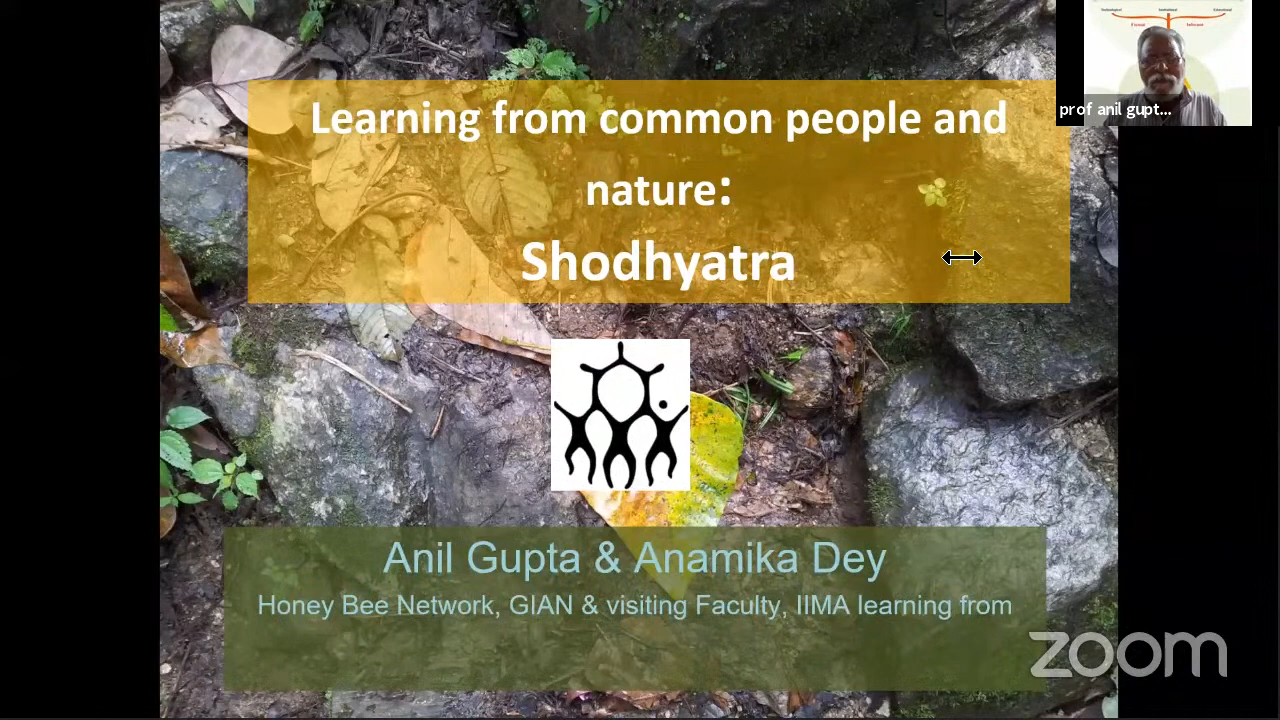 Learning from common people and
nature:
Shodhyatra
Anil Gupta & Anamika Dey
Honey Bee Network, GIAN & visiting Faculty, IIMA learning from
prof anil gupt...
zoom